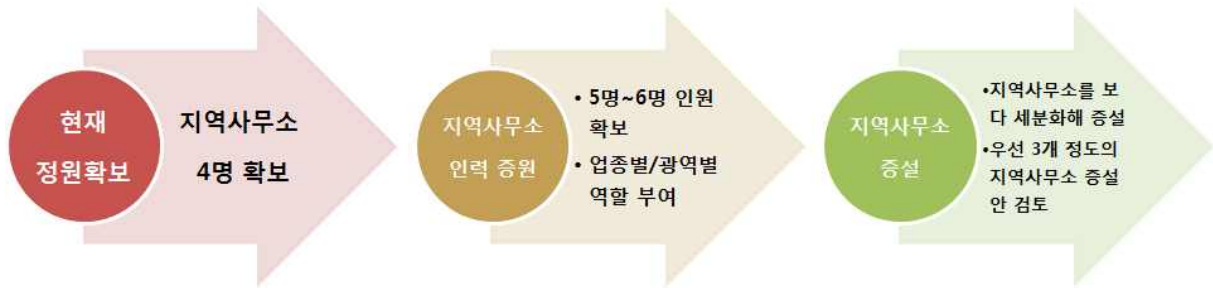 현재
정원확보
지역사무소
4명 확보
지역사무소
인력 증원
• 5명~6명 인원
확보
• 업종별/광역별
역할 부여
지역사무소
증설
•지역사무소를 보
다 세분화해 증설
•우선 3개 정도의
지역사무소 증설
안 검토